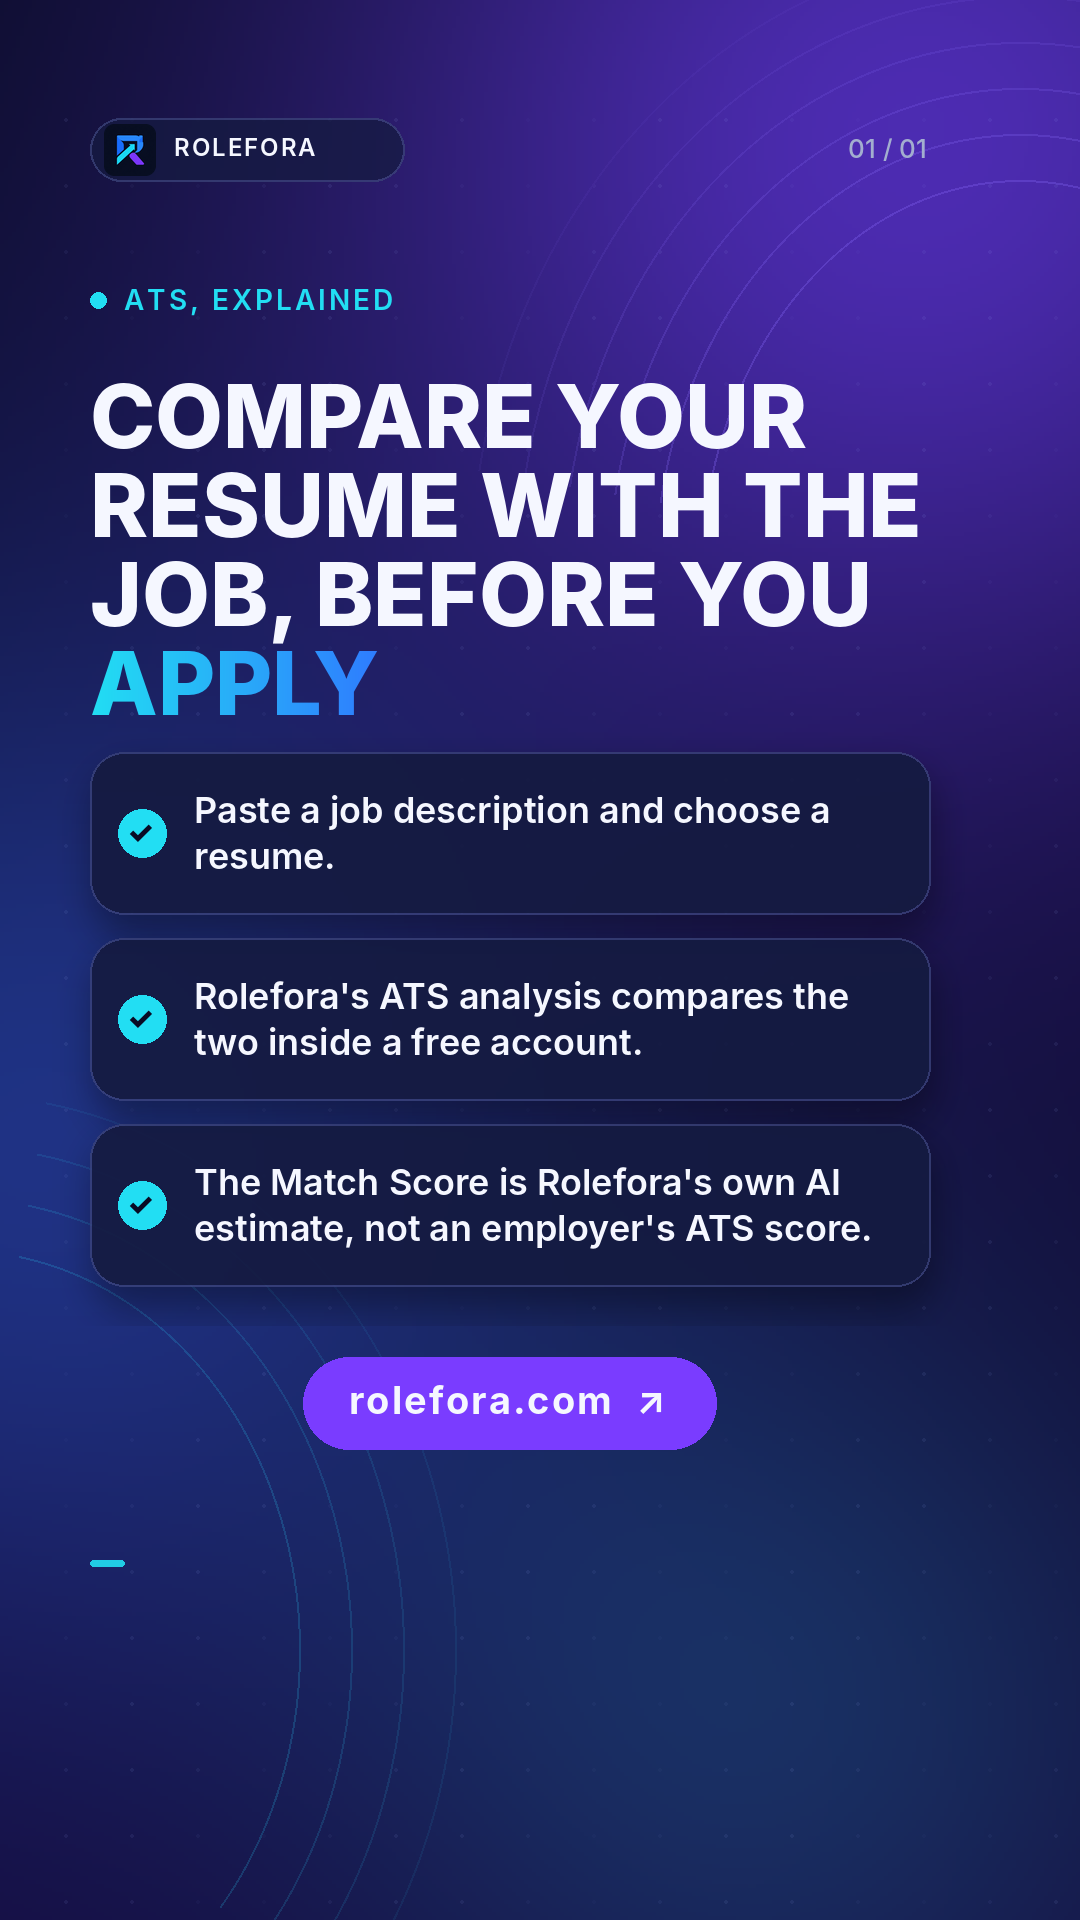 ROLEFORA
01 / 01
ATS, EXPLAINED
COMPARE YOUR
RESUME WITH THE
JOB, BEFORE YOU
APPLY
Paste a job description and choose a
resume.
Rolefora's ATS analysis compares the
two inside a free account.
The Match Score is Rolefora's own AI
estimate, not an employer's ATS score.
rolefora.com